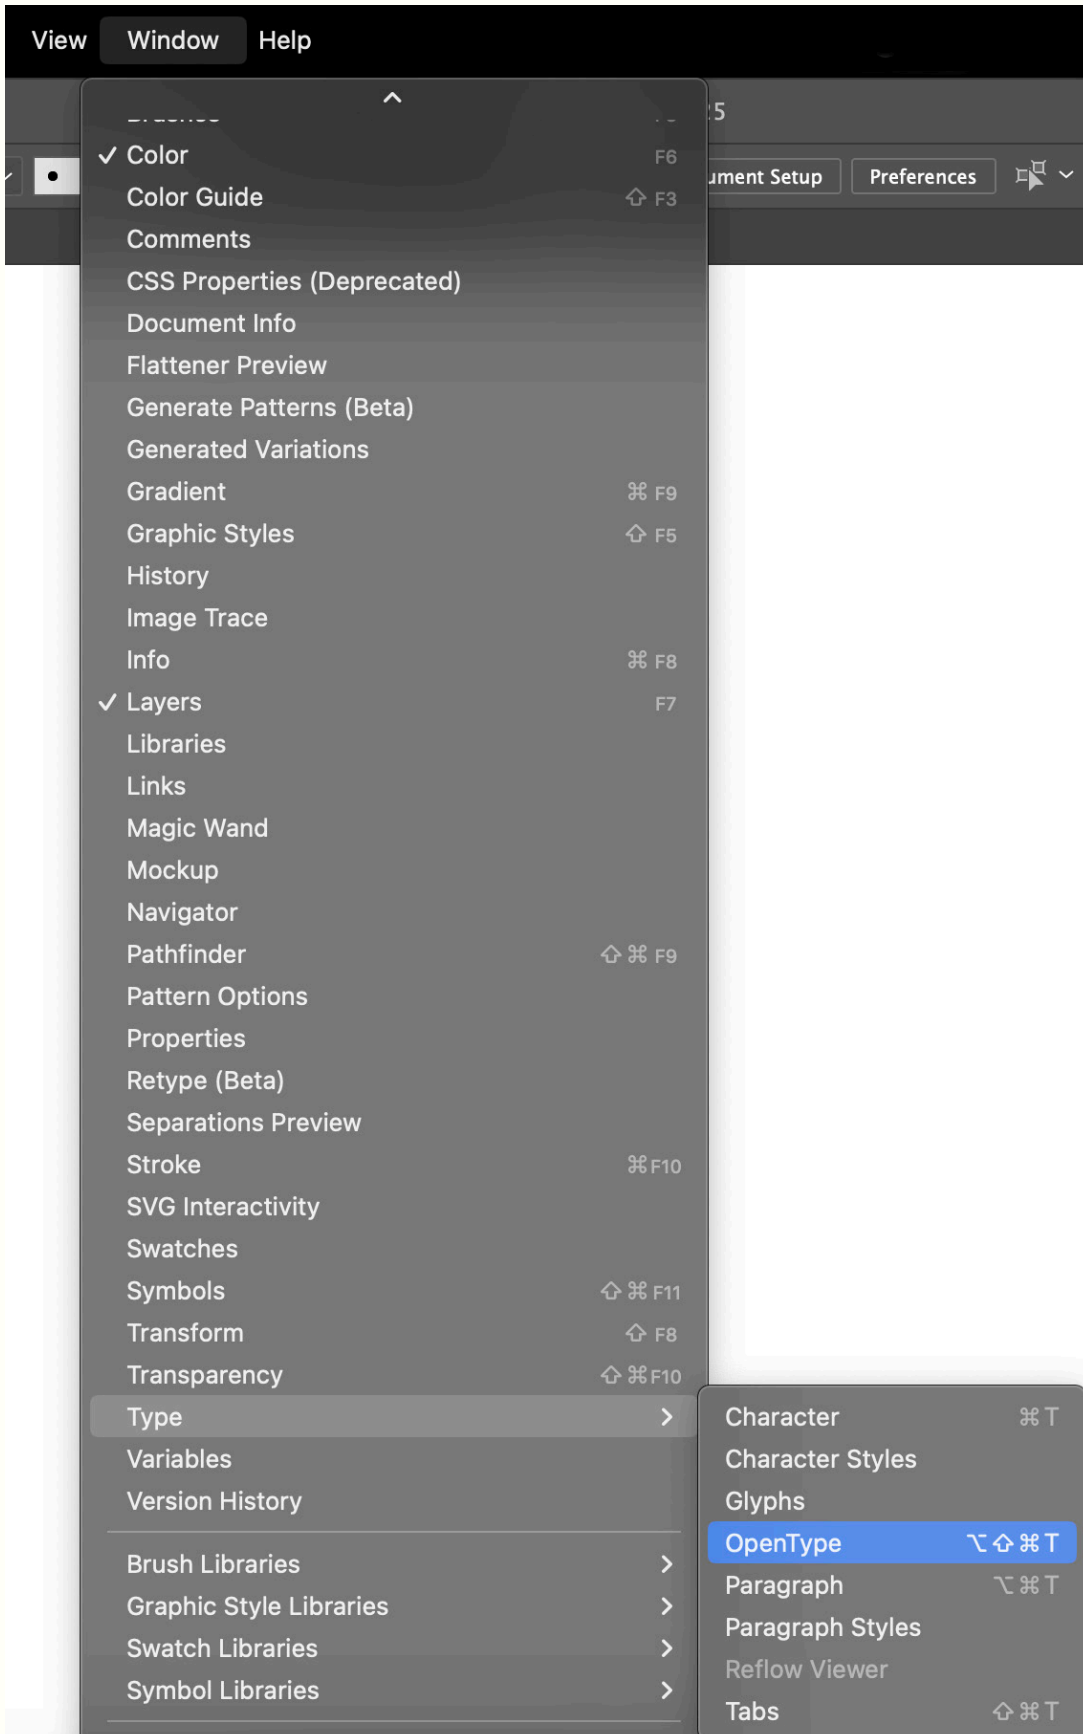 View Window Help
25
Color F6
ument Setup
Preferences
Color Guide ⇧ F3
Comments
CSS Properties (Deprecated)
Document Info
Flattener Preview
Generate Patterns (Beta)
Generated Variations
Gradient ⌘ F9
Graphic Styles ⇧ F5
History
Image Trace
Info ⌘ F8
Layers F7
Libraries
Links
Magic Wand
Mockup
Navigator
Pathfinder ⇧ ⌘ F9
Pattern Options
Properties
Retype (Beta)
Separations Preview
Stroke ⌘ F10
SVG Interactivity
Swatches
Symbols ⇧ ⌘ F11
Transform ⇧ F8
Transparency ⇧ ⌘ F10
Type
Variables
Version History
Brush Libraries
Graphic Style Libraries
Swatch Libraries
Symbol Libraries
Character ⌘ T
Character Styles
Glyphs
OpenType ⌥ ⇧ ⌘ T
Paragraph ⌥ ⌘ T
Paragraph Styles
Reflow Viewer
Tabs ⇧ ⌘ T